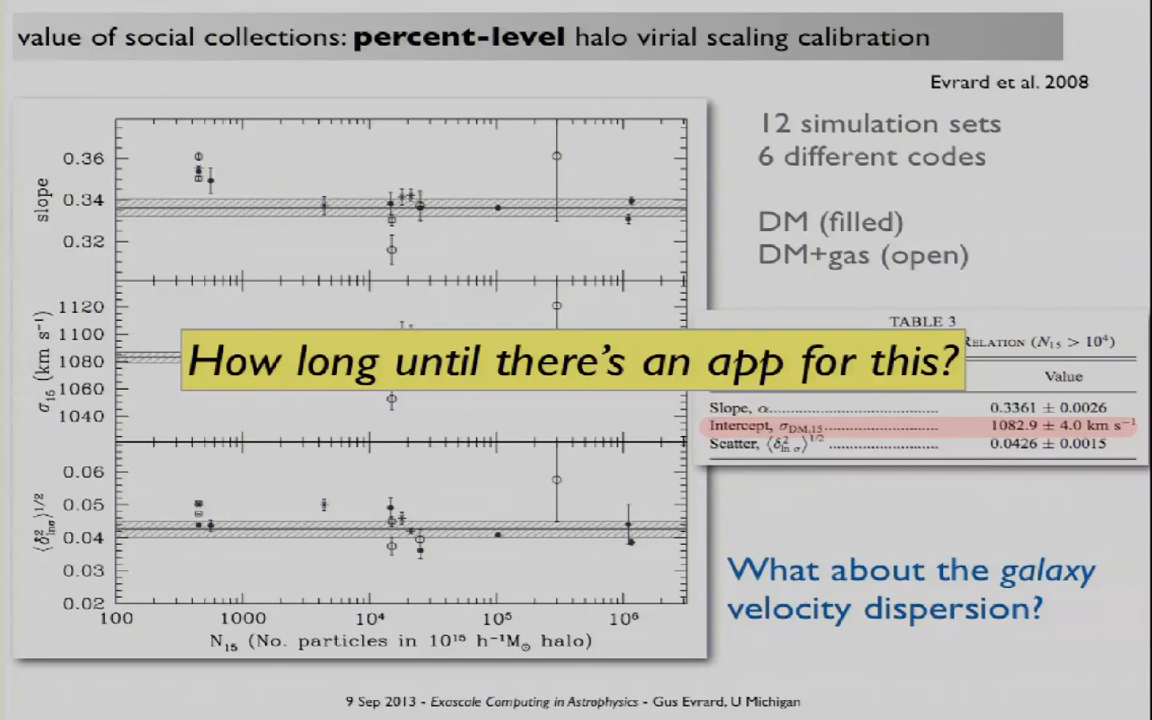 value of social collections: percent-level halo virial scaling calibration
Evrard et al. 2008
12 simulation sets
6 different codes
DM (filled)
DM+gas (open)
slope
0.36
0.34
0.32
σ₁₅ (km s⁻¹)
1120
1100
1080
1060
1040
How long until there's an app for this?
TABLE 3
RELATION (N₁₅ > 10⁴)
Value
Slope, α 0.3361 ± 0.0026
Intercept, σDM,15 1082.9 ± 4.0 km s⁻¹
Scatter, ⟨δ²ln σ⟩¹/² 0.0426 ± 0.0015
⟨δ²lnσ⟩¹/²
0.06
0.05
0.04
0.03
0.02
100 1000 10⁴ 10⁵ 10⁶
N₁₅ (No. particles in 10¹⁵ h⁻¹M⊙ halo)
What about the galaxy
velocity dispersion?
9 Sep 2013 - Exascale Computing in Astrophysics - Gus Evrard, U Michigan